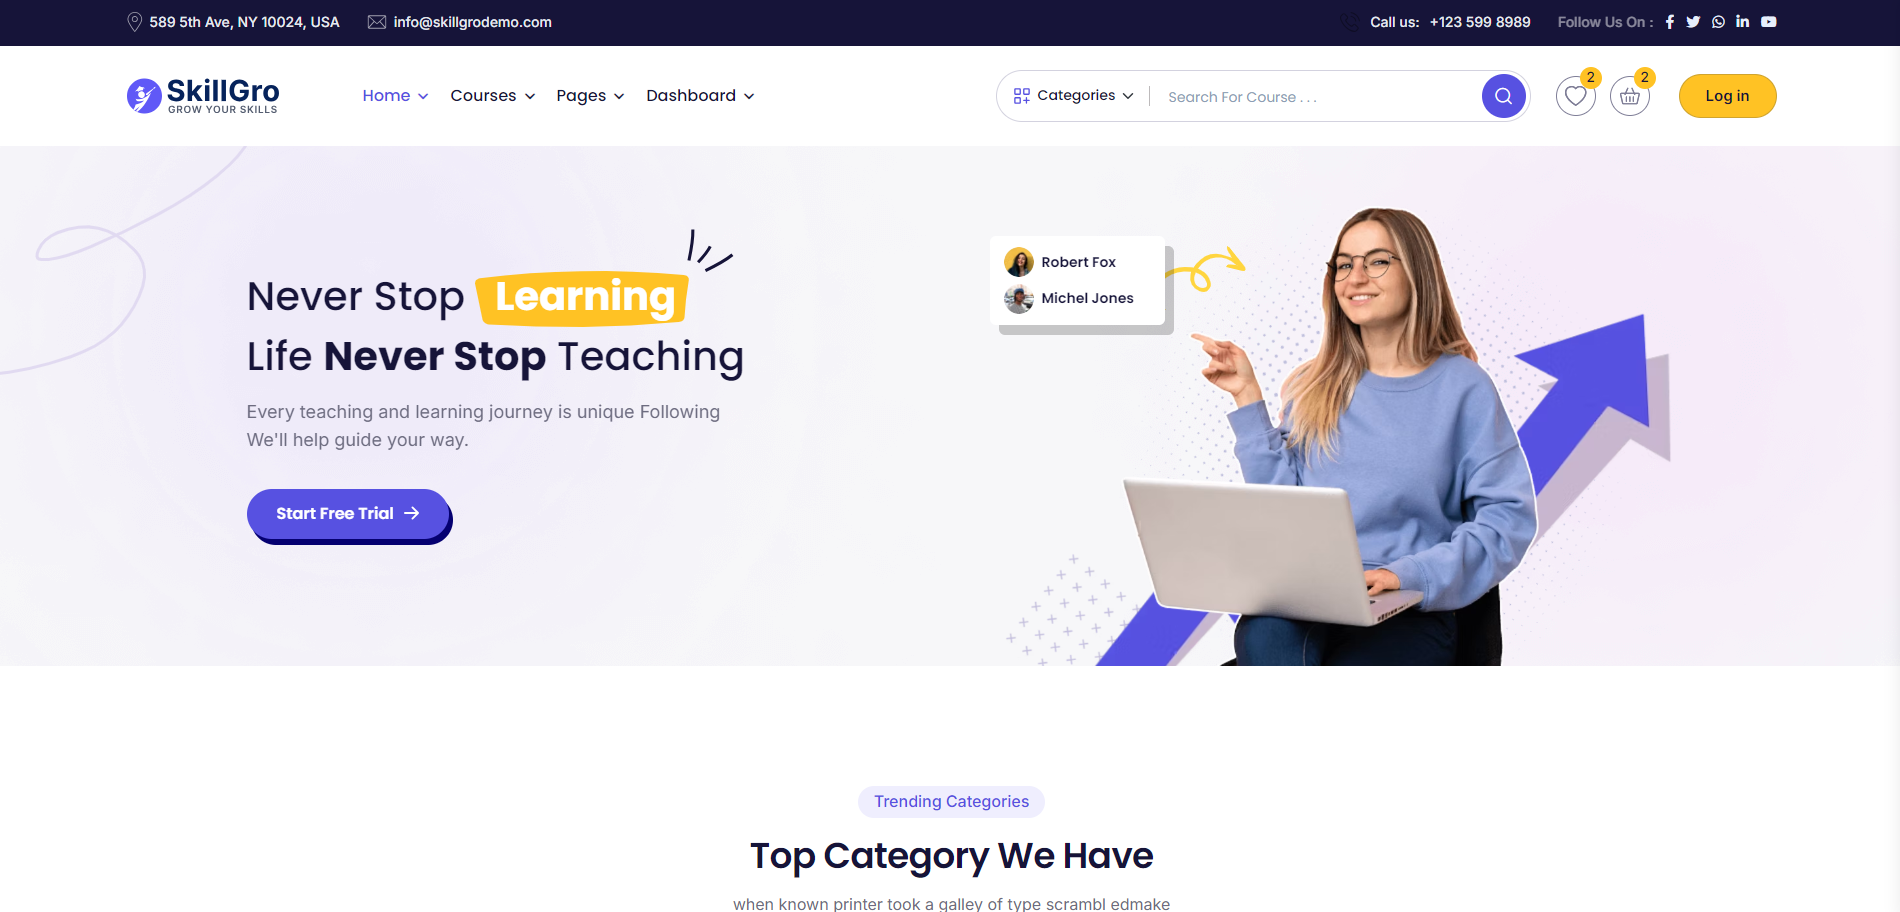 589 5th Ave, NY 10024, USA
info@skillgrodemo.com
Call us: +123 599 8989
Follow Us On :
SkillGro
GROW YOUR SKILLS
Home
Courses
Pages
Dashboard
Categories
Search For Course . . .
2
2
Log in
Never Stop Learning
Life Never Stop Teaching
Every teaching and learning journey is unique Following
We'll help guide your way.
Start Free Trial
Robert Fox
Michel Jones
Trending Categories
Top Category We Have
when known printer took a galley of type scrambl edmake